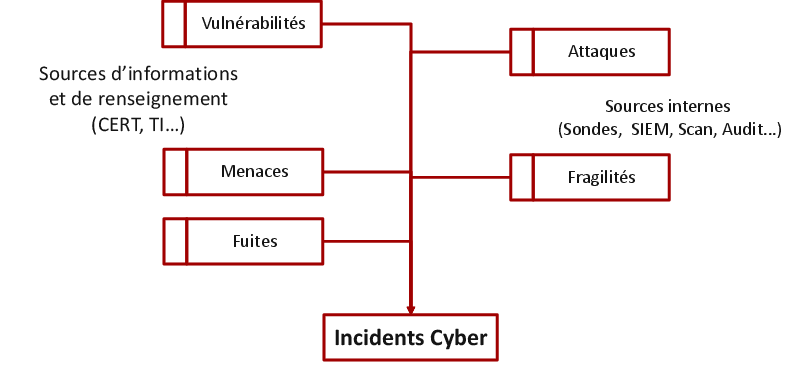 Vulnérabilités
Attaques
Sources d’informations
et de renseignement
(CERT, TI...)
Sources internes
(Sondes, SIEM, Scan, Audit...)
Menaces
Fragilités
Fuites
Incidents Cyber